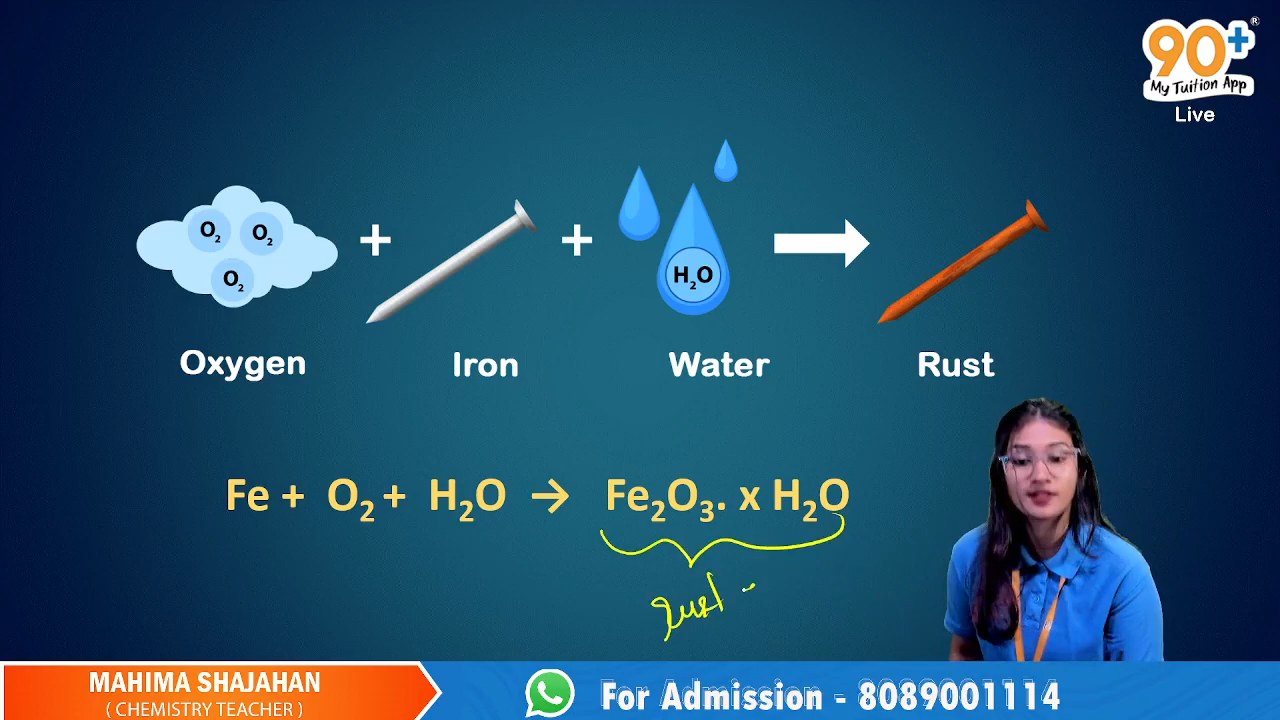 90+
My Tuition App
Live
O₂ O₂
O₂
+ +
H₂O
Oxygen Iron Water Rust
Fe + O₂ + H₂O → Fe₂O₃. x H₂O
rust
MAHIMA SHAJAHAN
( CHEMISTRY TEACHER )
For Admission - 8089001114